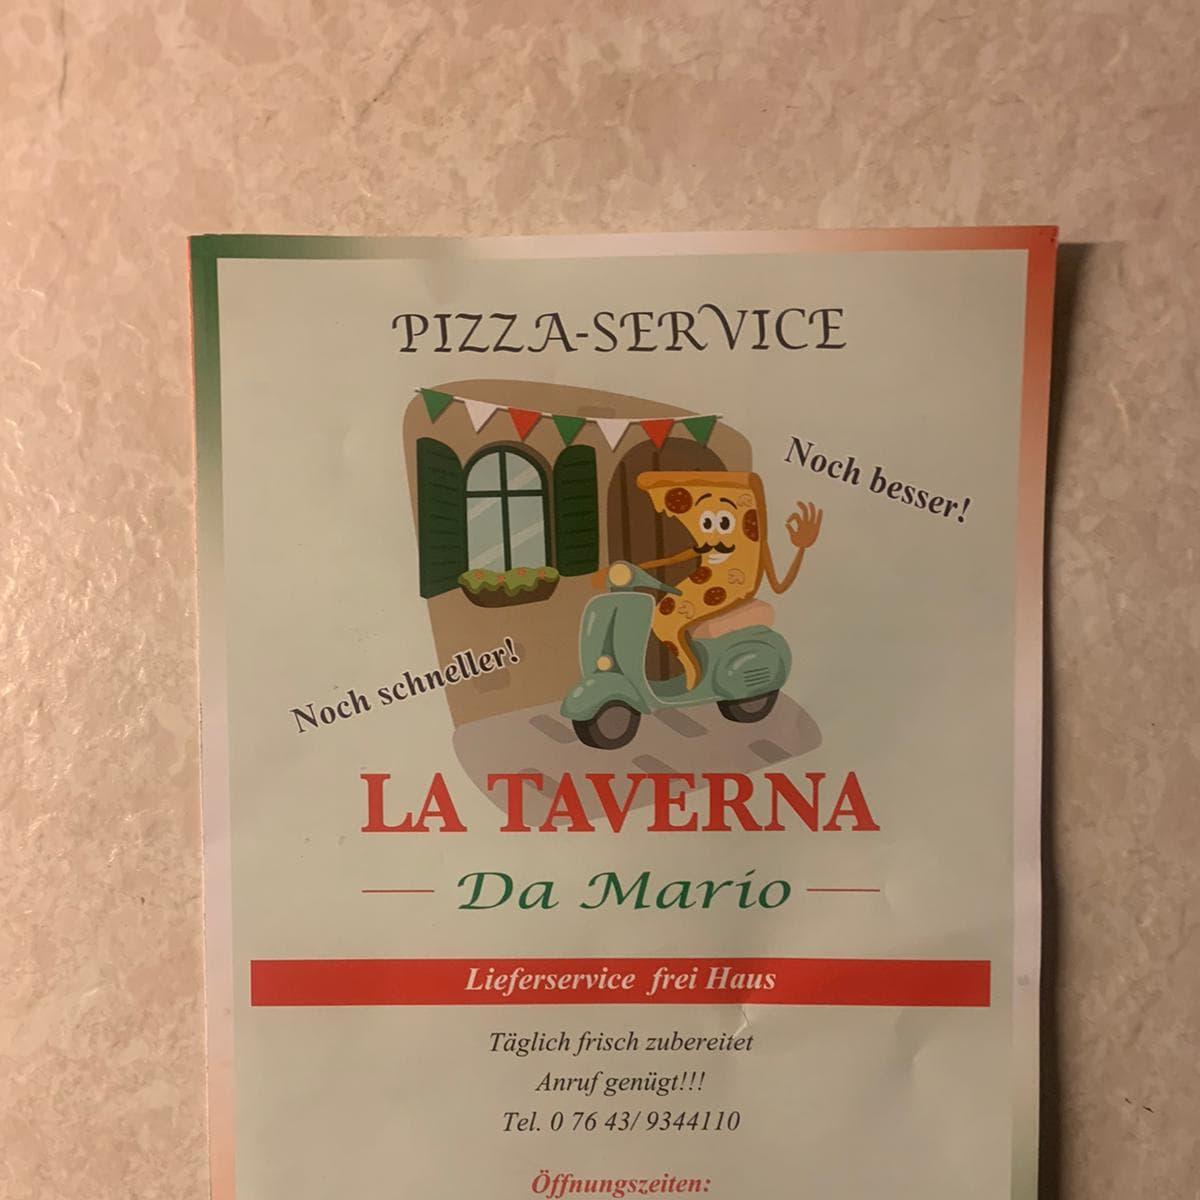 PIZZA-SERVICE
Noch besser!
Noch schneller!
LA TAVERNA
Da Mario
Lieferservice frei Haus
Täglich frisch zubereitet
Anruf genügt!!!
Tel. 0 76 43/ 9344110
Öffnungszeiten: